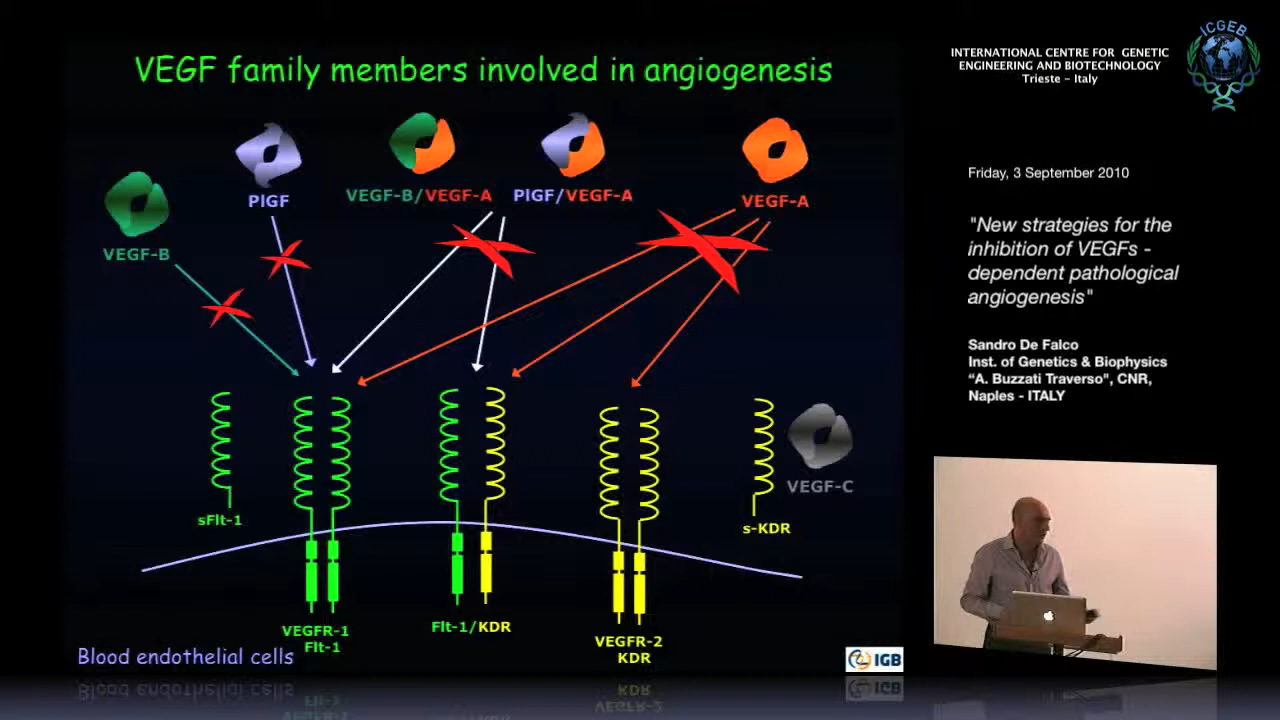 VEGF family members involved in angiogenesis
VEGF-B
PlGF
VEGF-B/VEGF-A
PlGF/VEGF-A
VEGF-A
VEGF-C
sFlt-1
s-KDR
VEGFR-1
Flt-1
Flt-1/KDR
VEGFR-2
KDR
Blood endothelial cells
IGB
INTERNATIONAL CENTRE FOR GENETIC
ENGINEERING AND BIOTECHNOLOGY
Trieste - Italy
ICGEB
Friday, 3 September 2010
"New strategies for the
inhibition of VEGFs -
dependent pathological
angiogenesis"
Sandro De Falco
Inst. of Genetics & Biophysics
“A. Buzzati Traverso", CNR,
Naples - ITALY